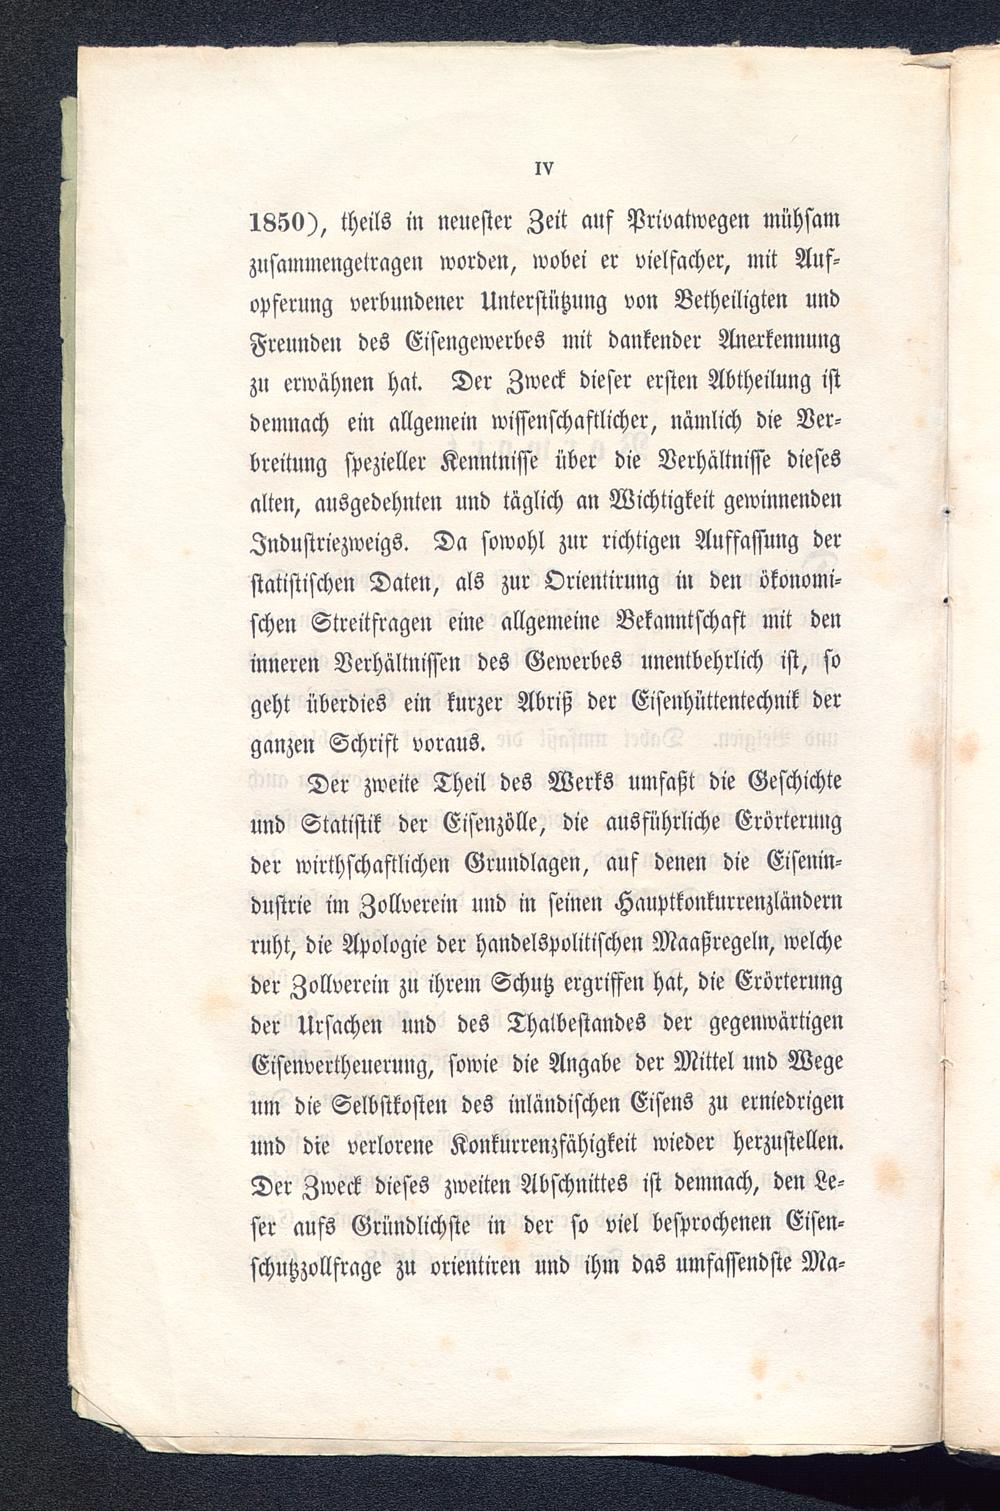 IV
1850), theils in neuester Zeit auf Privatwegen mühsam
zusammengetragen worden, wobei er vielfacher, mit Auf-
opferung verbundener Unterstützung von Betheiligten und
Freunden des Eisengewerbes mit dankender Anerkennung
zu erwähnen hat. Der Zweck dieser ersten Abtheilung ist
demnach ein allgemein wissenschaftlicher, nämlich die Ver-
breitung spezieller Kenntnisse über die Verhältnisse dieses
alten, ausgedehnten und täglich an Wichtigkeit gewinnenden
Industriezweigs. Da sowohl zur richtigen Auffassung der
statistischen Daten, als zur Orientirung in den ökonomi-
schen Streitfragen eine allgemeine Bekanntschaft mit den
inneren Verhältnissen des Gewerbes unentbehrlich ist, so
geht überdies ein kurzer Abriß der Eisenhüttentechnik der
ganzen Schrift voraus.
Der zweite Theil des Werks umfaßt die Geschichte
und Statistik der Eisenzölle, die ausführliche Erörterung
der wirthschaftlichen Grundlagen, auf denen die Eisenin-
dustrie im Zollverein und in seinen Hauptkonkurrenzländern
ruht, die Apologie der handelspolitischen Maaßregeln, welche
der Zollverein zu ihrem Schutz ergriffen hat, die Erörterung
der Ursachen und des Thatbestandes der gegenwärtigen
Eisenvertheuerung, sowie die Angabe der Mittel und Wege
um die Selbstkosten des inländischen Eisens zu erniedrigen
und die verlorene Konkurrenzfähigkeit wieder herzustellen.
Der Zweck dieses zweiten Abschnittes ist demnach, den Le-
ser aufs Gründlichste in der so viel besprochenen Eisen-
schutzzollfrage zu orientiren und ihm das umfassendste Ma-